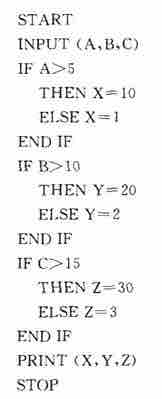 START
INPUT (A,B,C)
IF A>5
THEN X=10
ELSE X=1
END IF
IF B>10
THEN Y=20
ELSE Y=2
END IF
IF C>15
THEN Z=30
ELSE Z=3
END IF
PRINT (X,Y,Z)
STOP